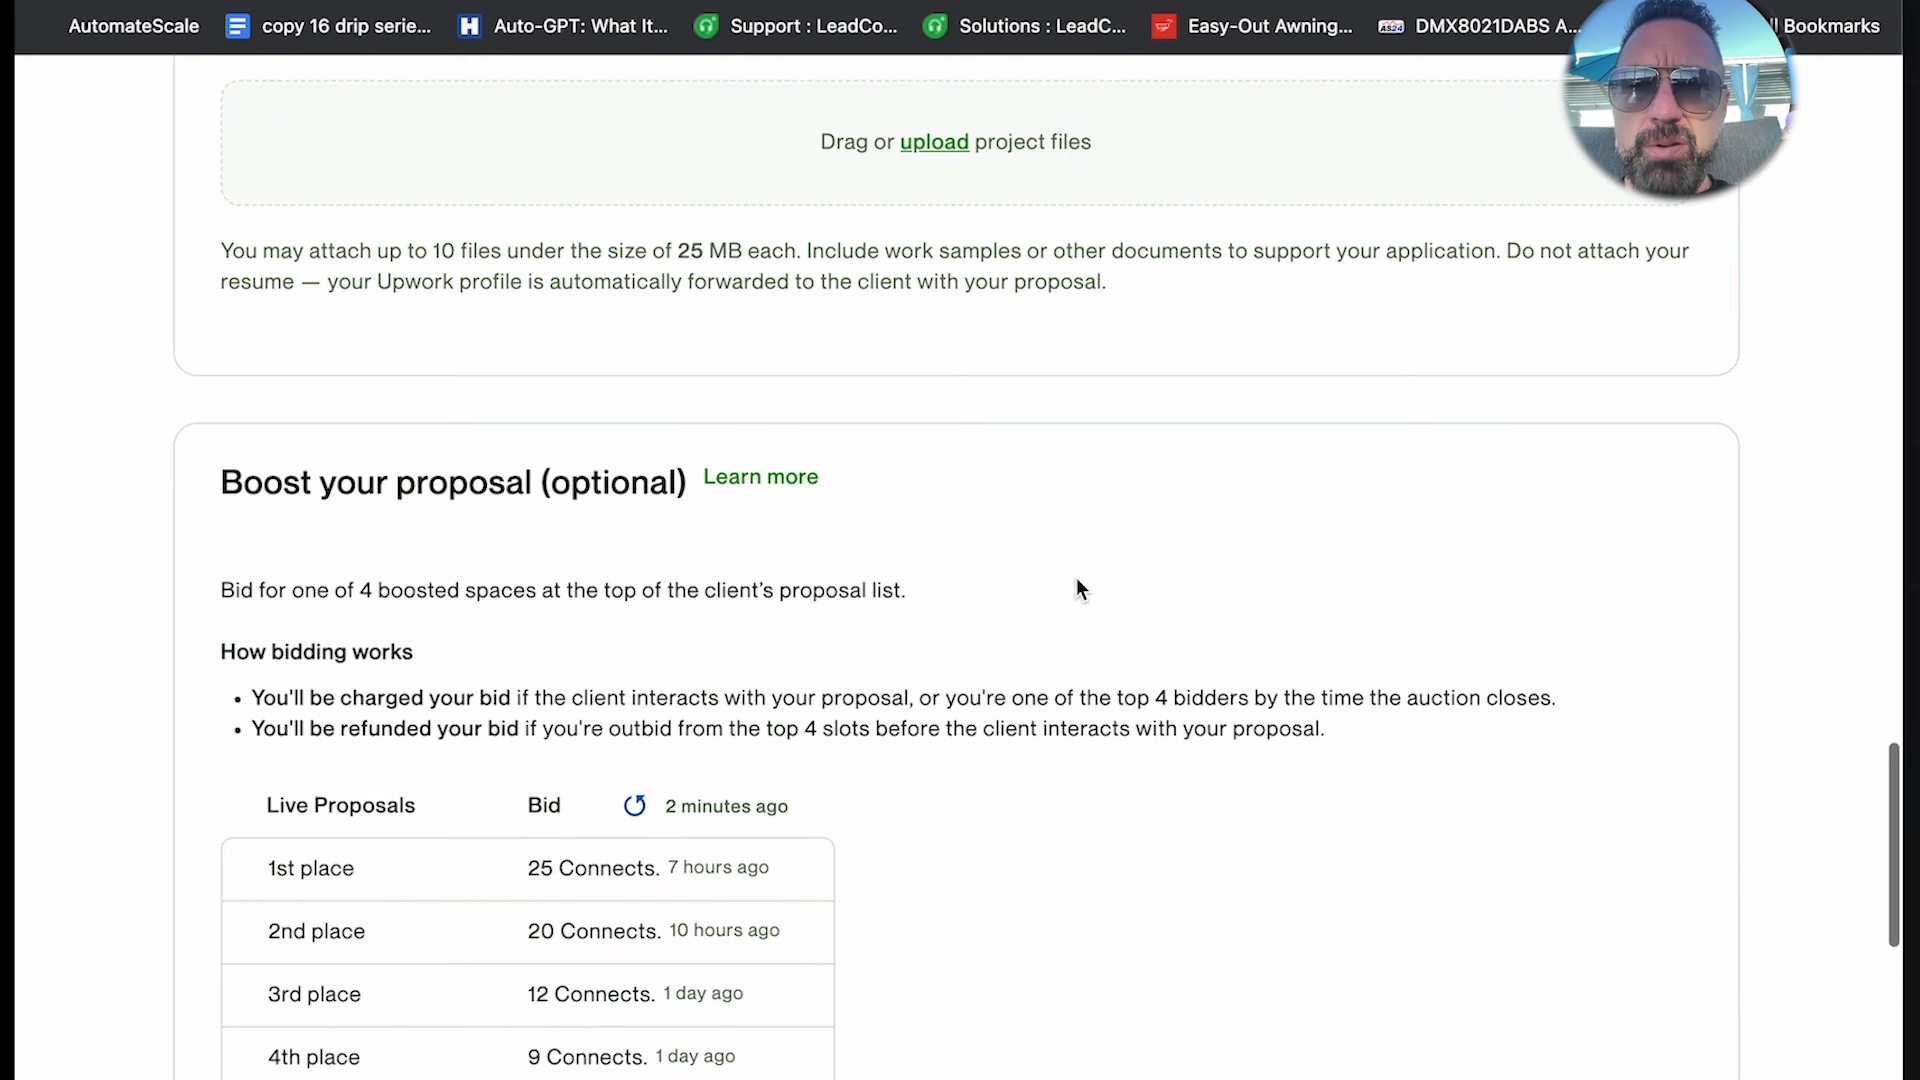 AutomateScale copy 16 drip serie... Auto-GPT: What It... Support : LeadCo... Solutions : LeadC... Easy-Out Awning... DMX8021DABS A... Bookmarks
Drag or upload project files
You may attach up to 10 files under the size of 25 MB each. Include work samples or other documents to support your application. Do not attach your
resume — your Upwork profile is automatically forwarded to the client with your proposal.
Boost your proposal (optional) Learn more
Bid for one of 4 boosted spaces at the top of the client’s proposal list.
How bidding works
• You'll be charged your bid if the client interacts with your proposal, or you're one of the top 4 bidders by the time the auction closes.
• You'll be refunded your bid if you're outbid from the top 4 slots before the client interacts with your proposal.
Live Proposals Bid 2 minutes ago
1st place 25 Connects. 7 hours ago
2nd place 20 Connects. 10 hours ago
3rd place 12 Connects. 1 day ago
4th place 9 Connects. 1 day ago